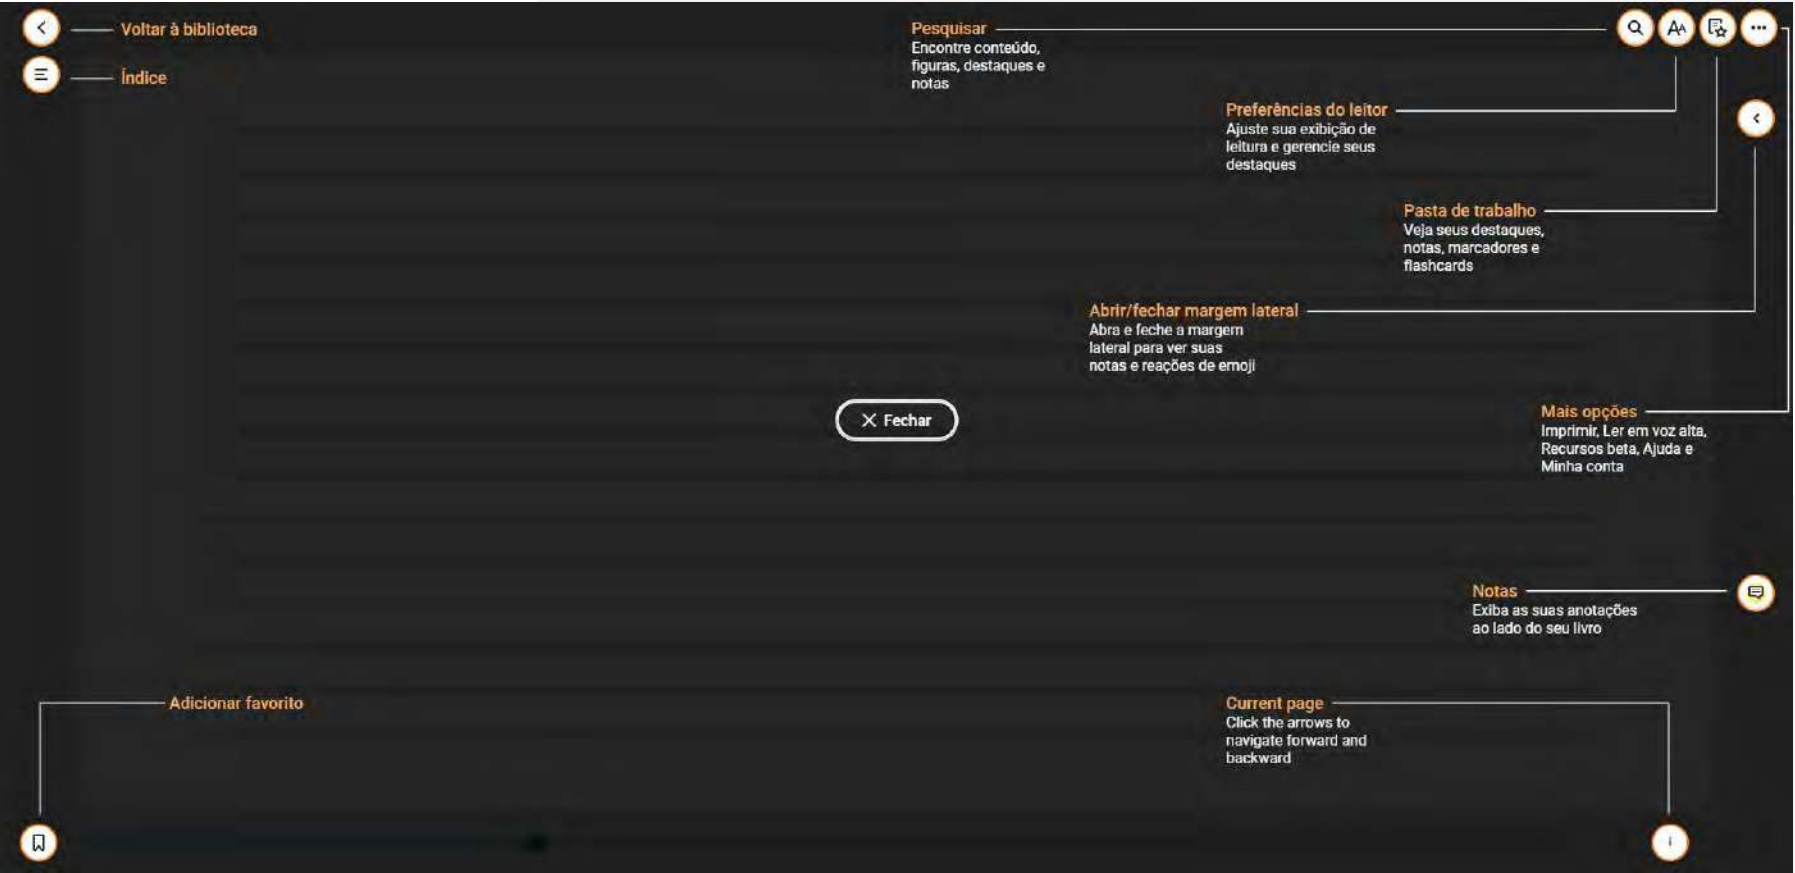 Voltar à biblioteca
Índice
Pesquisar
Encontre conteúdo,
figuras, destaques e
notas
AA
Preferências do leitor
Ajuste sua exibição de
leitura e gerencie seus
destaques
Pasta de trabalho
Veja seus destaques,
notas, marcadores e
flashcards
Abrir/fechar margem lateral
Abra e feche a margem
lateral para ver suas
notas e reações de emoji
Fechar
Mais opções
Imprimir, Ler em voz alta,
Recursos beta, Ajuda e
Minha conta
Notas
Exiba as suas anotações
ao lado do seu livro
Adicionar favorito
Current page
Click the arrows to
navigate forward and
backward